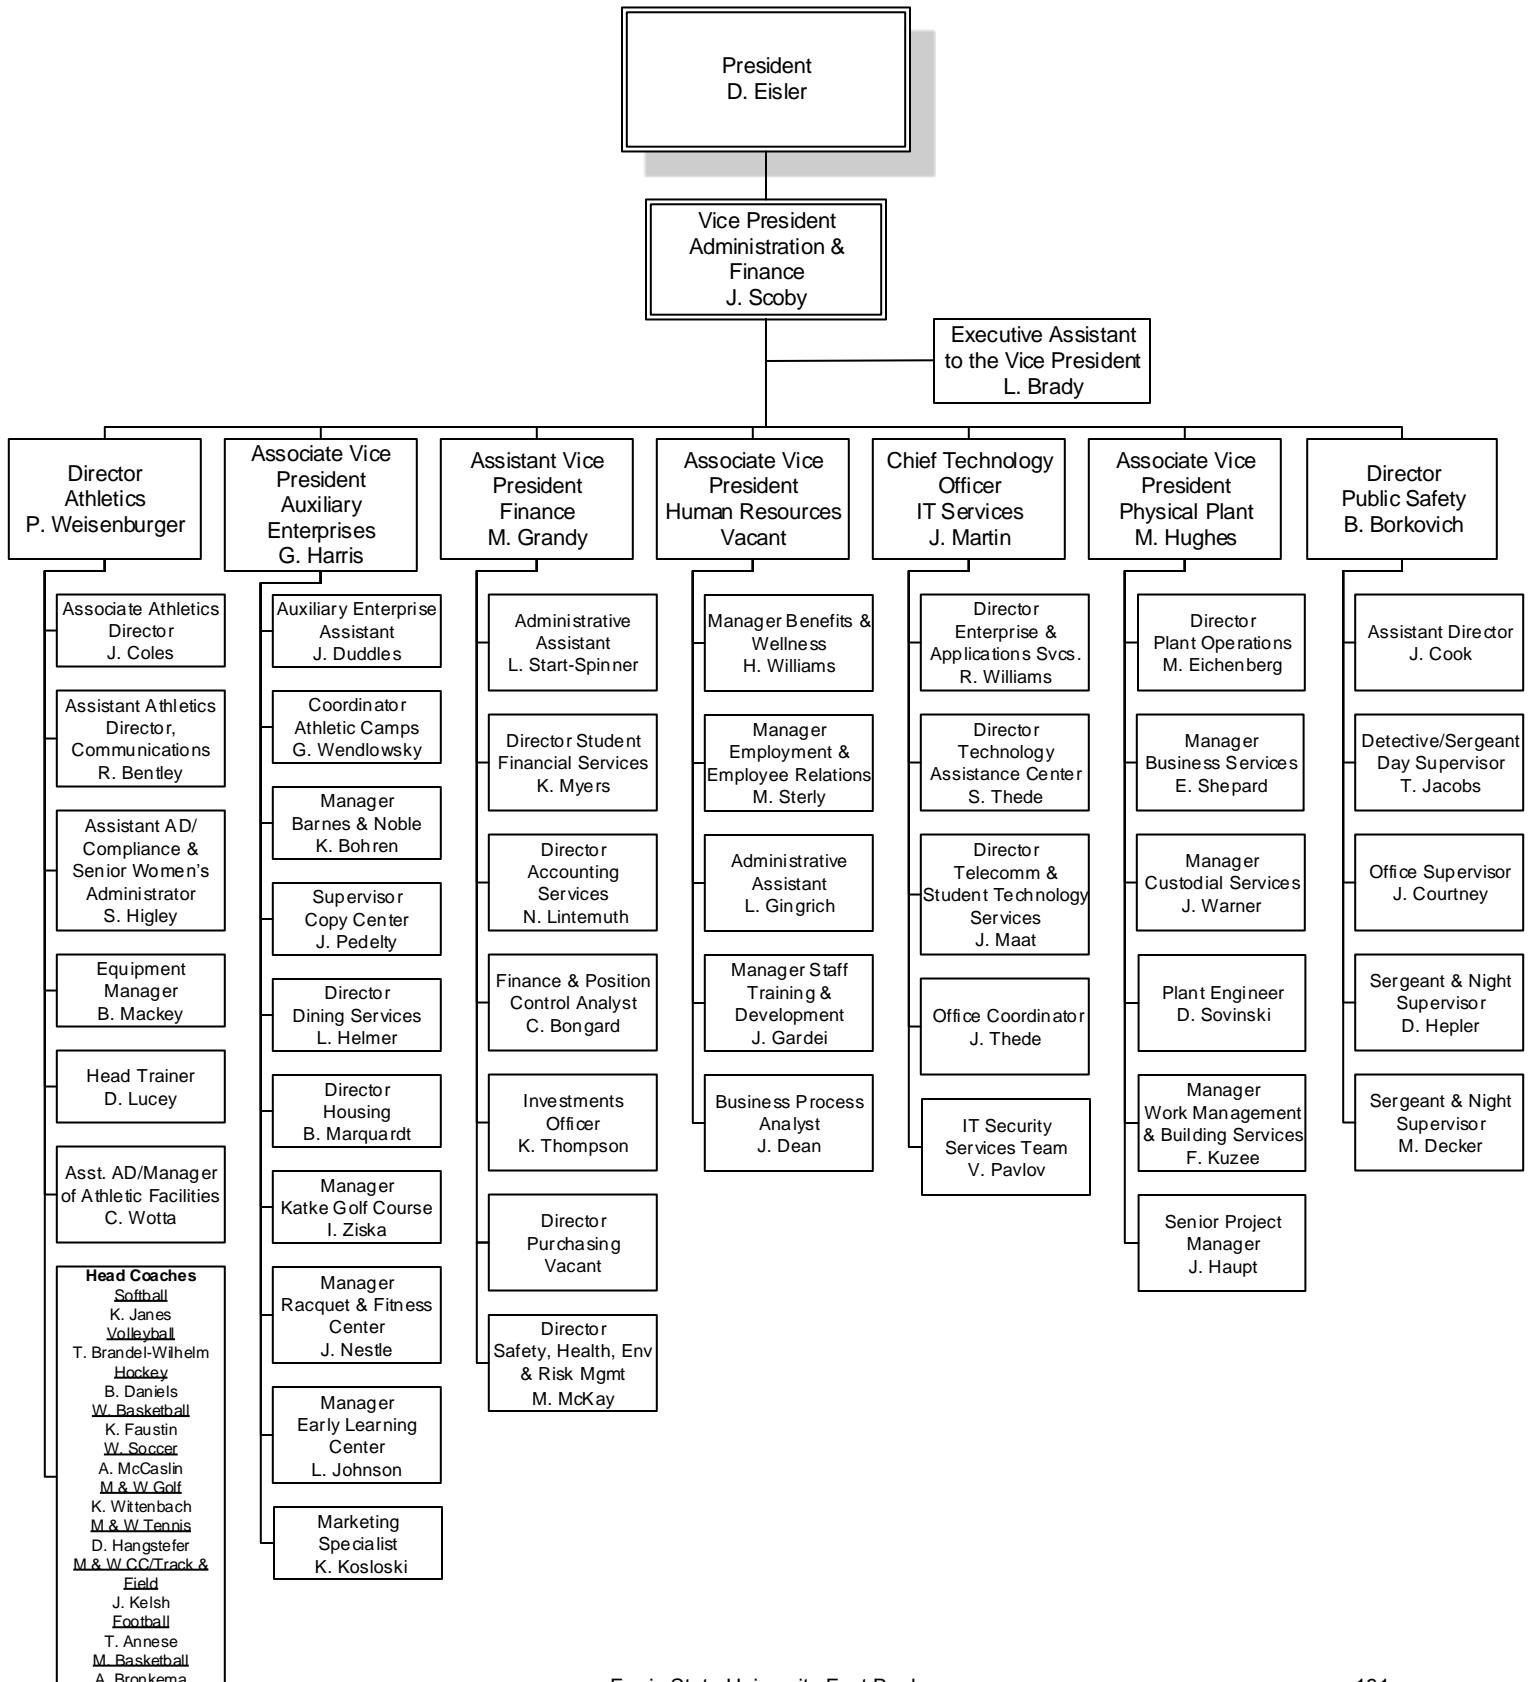 President
D. Eisler
Vice President
Administration &
Finance
J. Scoby
Executive Assistant
to the Vice President
L. Brady
Director
Athletics
P. Weisenburger
Associate Athletics
Director
J. Coles
Assistant Athletics
Director,
Communications
R. Bentley
Assistant AD/
Compliance &
Senior Women's
Administrator
S. Higley
Equipment
Manager
B. Mackey
Head Trainer
D. Lucey
Asst. AD/Manager
of Athletic Facilities
C. Wotta
Head Coaches
Softball
K. Janes
Volleyball
T. Brandel-Wilhelm
Hockey
B. Daniels
W. Basketball
K. Faustin
W. Soccer
A. McCaslin
M & W Golf
K. Wittenbach
M & W Tennis
D. Hangstefer
M & W CC/Track &
Field
J. Kelsh
Football
T. Annese
M. Basketball
A. Bronkema
Associate Vice
President
Auxiliary
Enterprises
G. Harris
Auxiliary Enterprise
Assistant
J. Duddles
Coordinator
Athletic Camps
G. Wendlowsky
Manager
Barnes & Noble
K. Bohren
Supervisor
Copy Center
J. Pedelty
Director
Dining Services
L. Helmer
Director
Housing
B. Marquardt
Manager
Katke Golf Course
I. Ziska
Manager
Racquet & Fitness
Center
J. Nestle
Manager
Early Learning
Center
L. Johnson
Marketing
Specialist
K. Kosloski
Assistant Vice
President
Finance
M. Grandy
Administrative
Assistant
L. Start-Spinner
Director Student
Financial Services
K. Myers
Director
Accounting
Services
N. Lintemuth
Finance & Position
Control Analyst
C. Bongard
Investments
Officer
K. Thompson
Director
Purchasing
Vacant
Director
Safety, Health, Env
& Risk Mgmt
M. McKay
Associate Vice
President
Human Resources
Vacant
Manager Benefits &
Wellness
H. Williams
Manager
Employment &
Employee Relations
M. Sterly
Administrative
Assistant
L. Gingrich
Manager Staff
Training &
Development
J. Gardei
Business Process
Analyst
J. Dean
Chief Technology
Officer
IT Services
J. Martin
Director
Enterprise &
Applications Svcs.
R. Williams
Director
Technology
Assistance Center
S. Thede
Director
Telecomm &
Student Technology
Services
J. Maat
Office Coordinator
J. Thede
IT Security
Services Team
V. Pavlov
Associate Vice
President
Physical Plant
M. Hughes
Director
Plant Operations
M. Eichenberg
Manager
Business Services
E. Shepard
Manager
Custodial Services
J. Warner
Plant Engineer
D. Sovinski
Manager
Work Management
& Building Services
F. Kuzee
Senior Project
Manager
J. Haupt
Director
Public Safety
B. Borkovich
Assistant Director
J. Cook
Detective/Sergeant
Day Supervisor
T. Jacobs
Office Supervisor
J. Courtney
Sergeant & Night
Supervisor
D. Hepler
Sergeant & Night
Supervisor
M. Decker